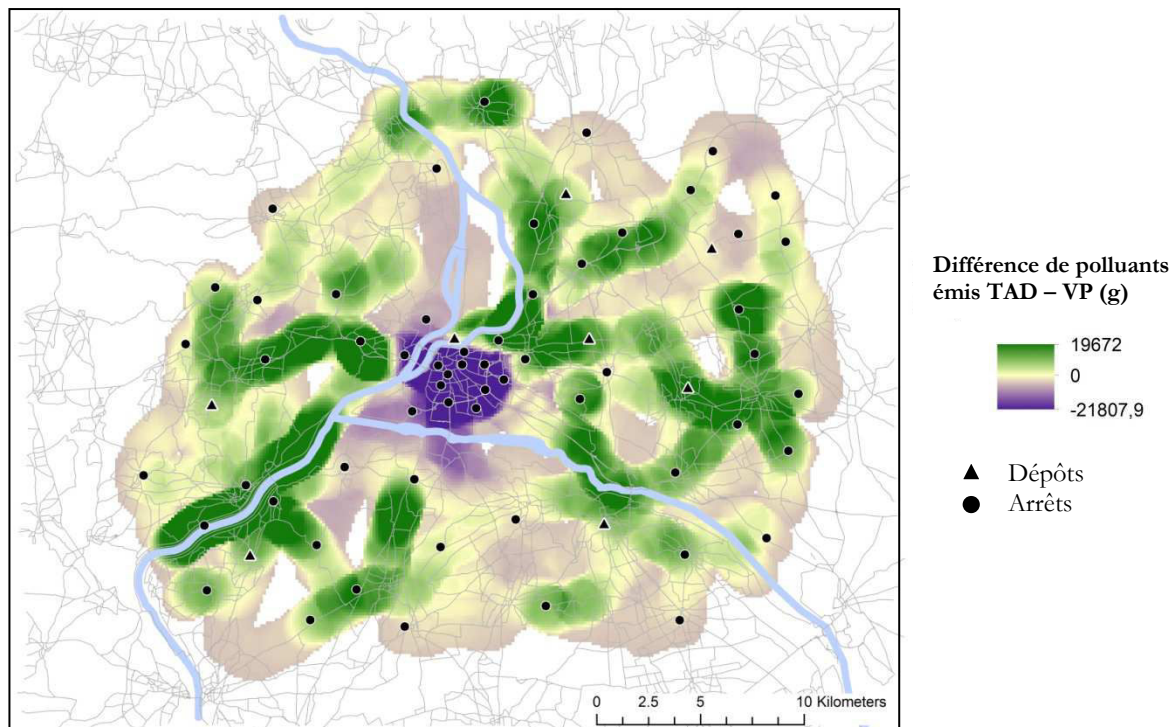 Différence de polluants
émis TAD – VP (g)
19672
0
-21807,9
Dépôts
Arrêts
0 2.5 5 10 Kilometers